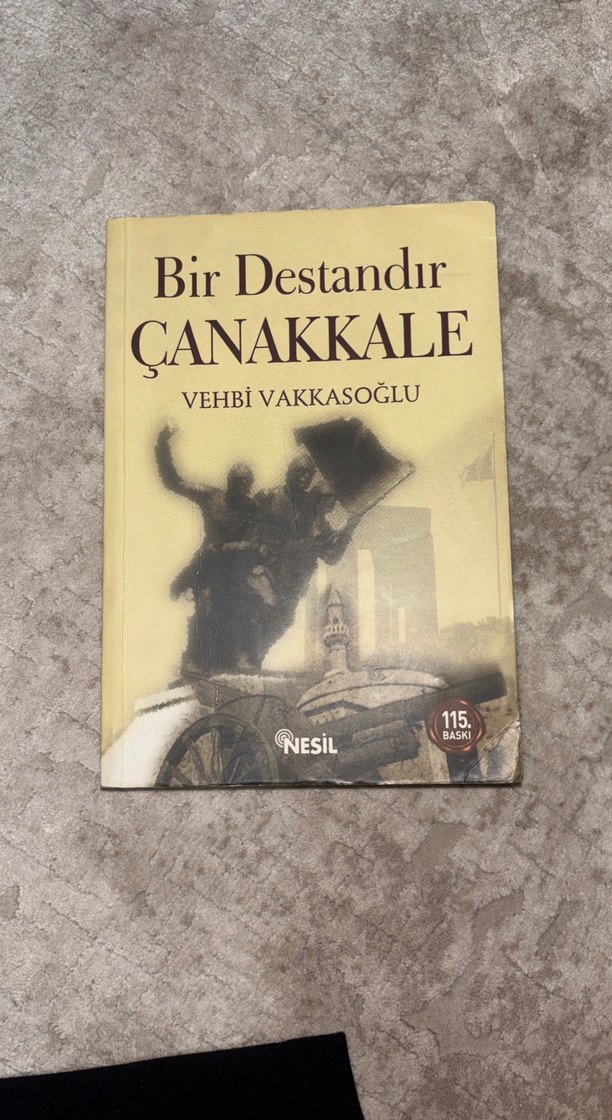 Bir Destandır
ÇANAKKALE
VEHBİ VAKKASOĞLU
NESİL
115.
BASKI